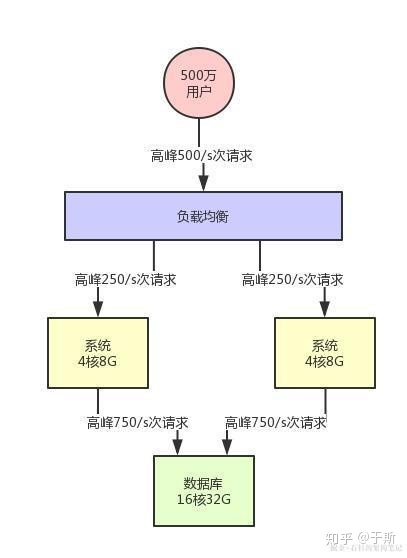 500万
用户
高峰500/s次请求
负载均衡
高峰250/s次请求
高峰250/s次请求
系统
4核8G
系统
4核8G
高峰750/s次请求
高峰750/s次请求
数据库
16核32G
知乎 @于斯